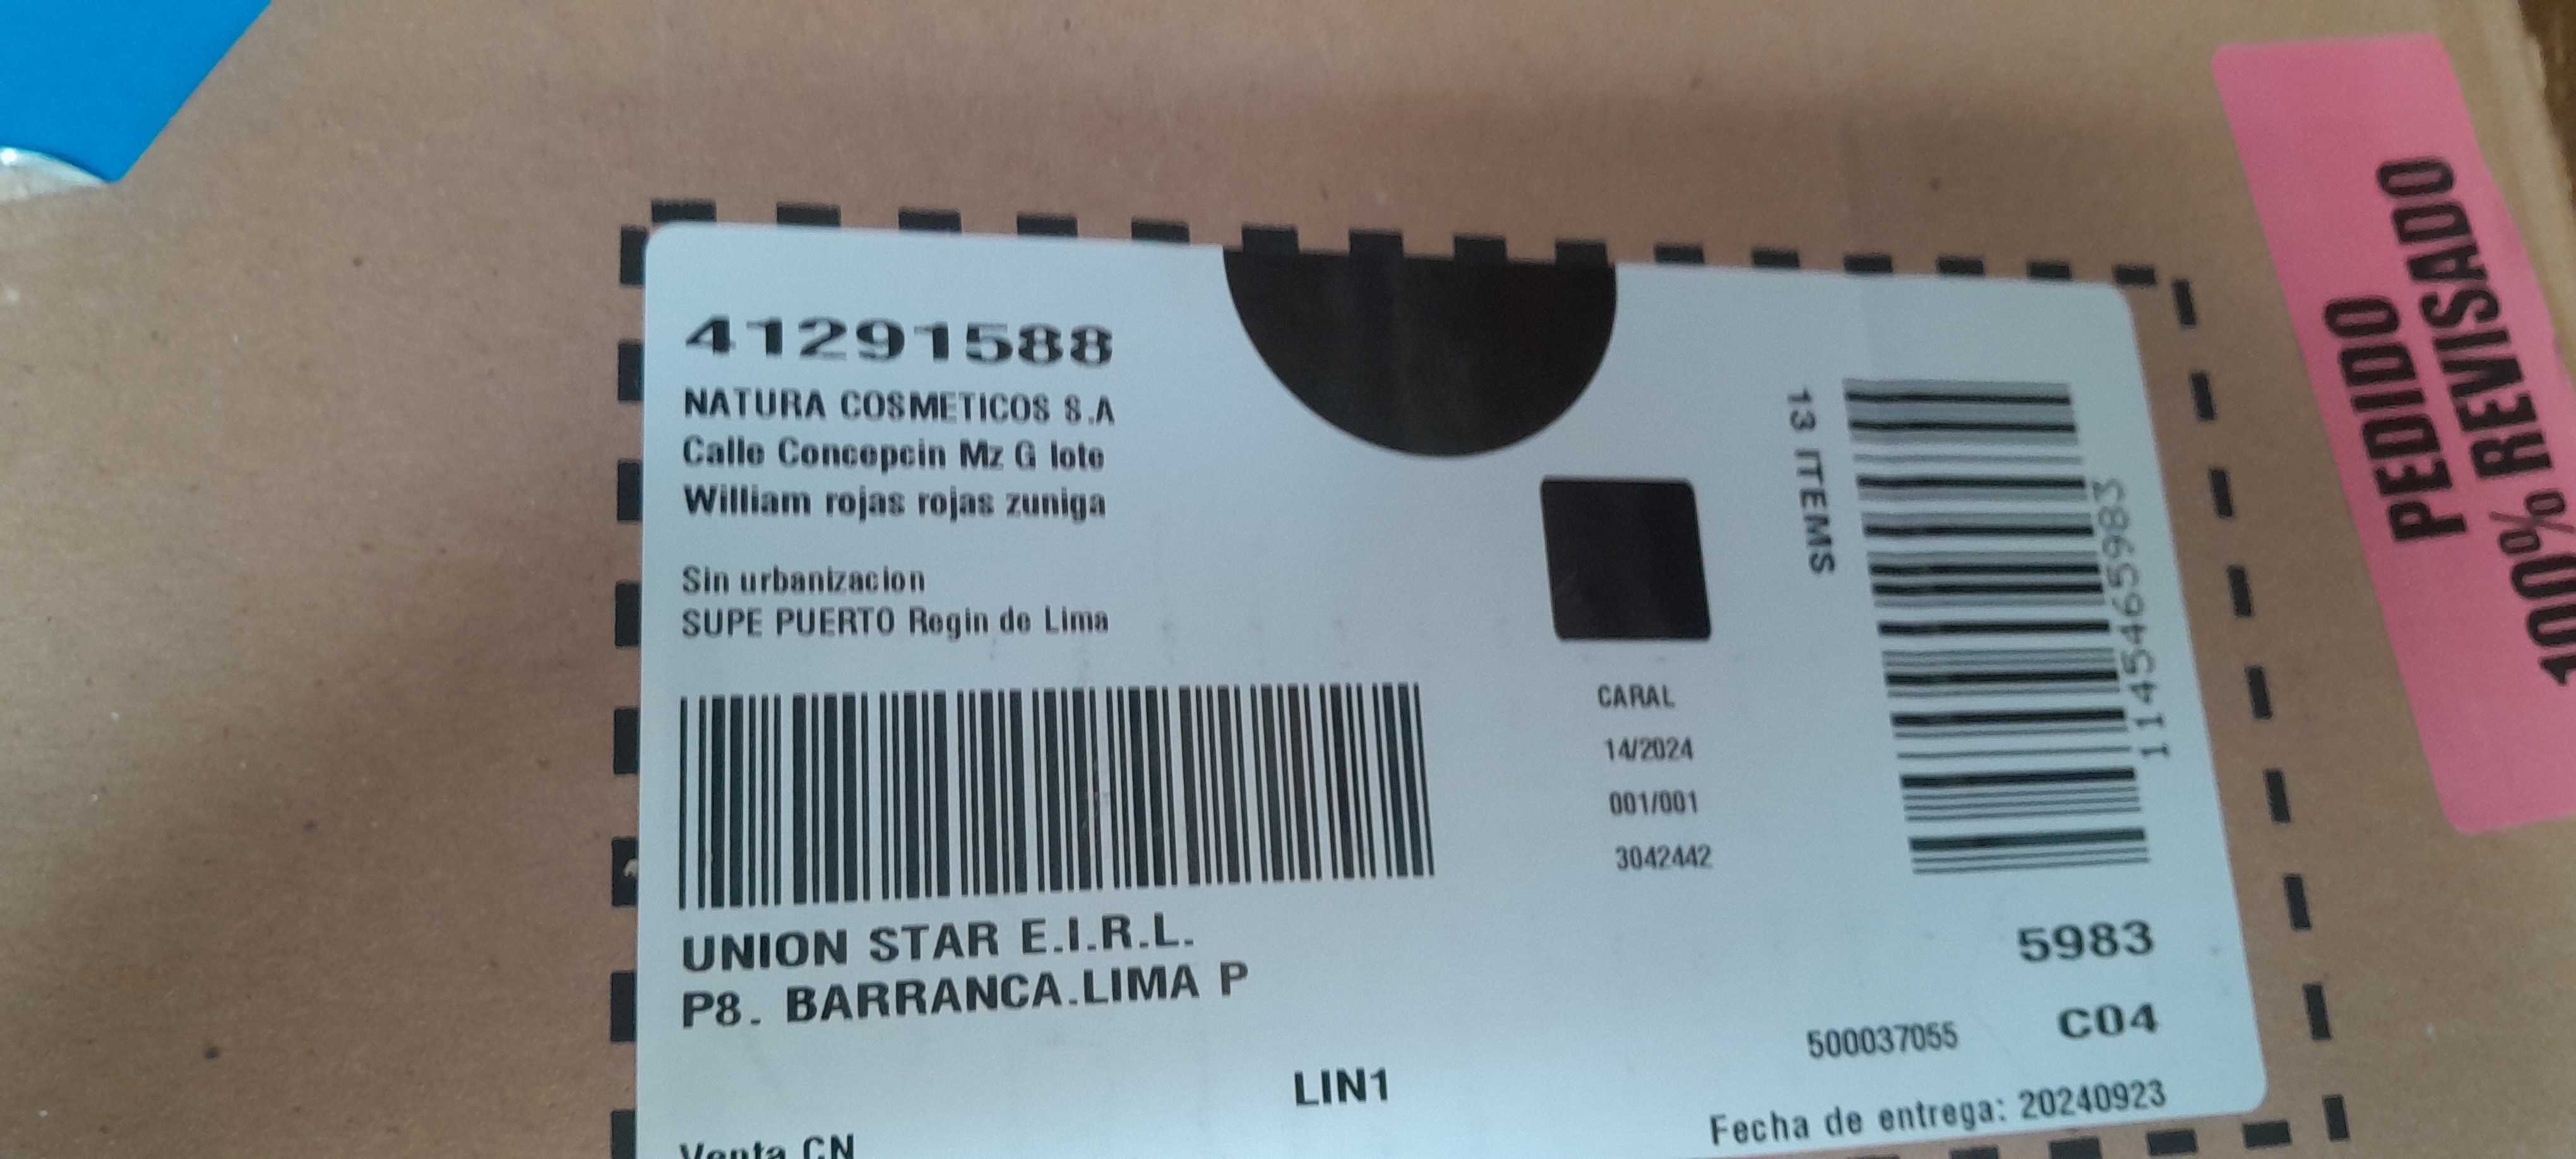 41291588
NATURA COSMETICOS S.A
Calle Concepcin Mz G lote
William rojas rojas zuniga
Sin urbanizacion
SUPE PUERTO Regin de Lima
UNION STAR E.I.R.L.
P8. BARRANCA.LIMA P
LIN1
Venta CN
CARAL
14/2024
001/001
3042442
13 ITEMS
1145465983
5983
C04
500037055
Fecha de entrega: 20240923
PEDIDO
100% REVISADO